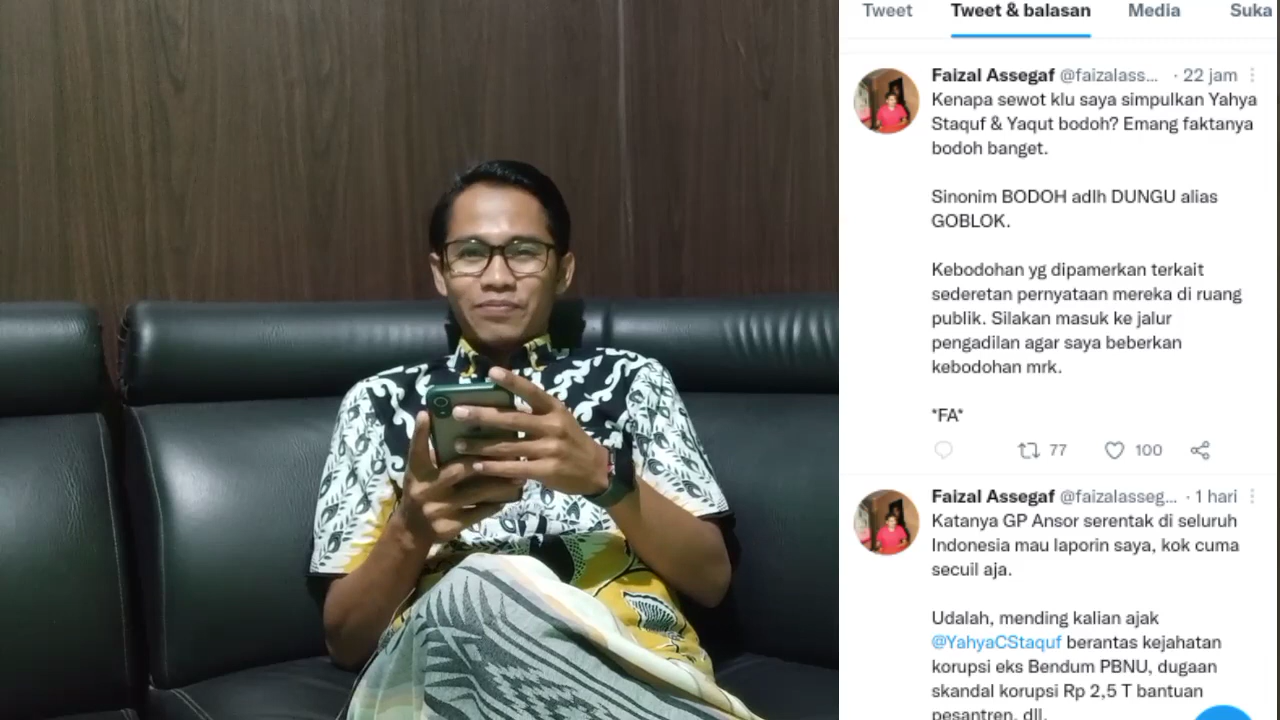 Tweet Tweet & balasan Media Suka
Faizal Assegaf @faizalass... · 22 jam
Kenapa sewot klu saya simpulkan Yahya
Staquf & Yaqut bodoh? Emang faktanya
bodoh banget.
Sinonim BODOH adlh DUNGU alias
GOBLOK.
Kebodohan yg dipamerkan terkait
sederetan pernyataan mereka di ruang
publik. Silakan masuk ke jalur
pengadilan agar saya beberkan
kebodohan mrk.
*FA*
77 100
Faizal Assegaf @faizalasseg... · 1 hari
Katanya GP Ansor serentak di seluruh
Indonesia mau laporin saya, kok cuma
secuil aja.
Udalah, mending kalian ajak
@YahyaCStaquf berantas kejahatan
korupsi eks Bendum PBNU, dugaan
skandal korupsi Rp 2,5 T bantuan
pesantren, dll.